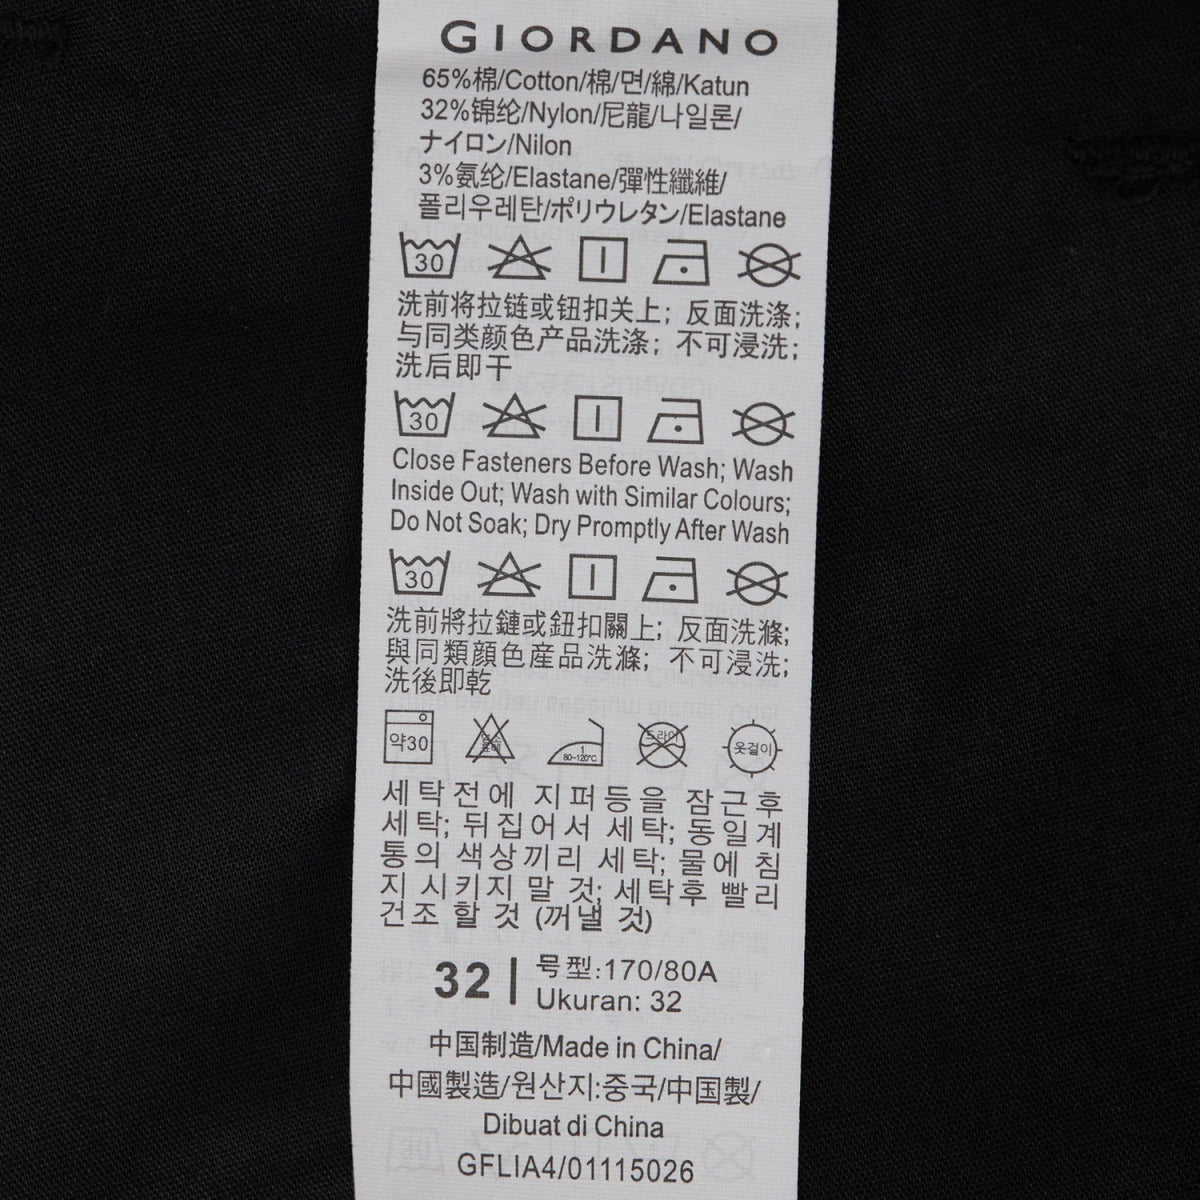 GIORDANO
65%棉/Cotton/棉/면/綿/Katun
32%锦纶/Nylon/尼龍/나일론/
ナイロン/Nilon
3%氨纶/Elastane/彈性纖維/
폴리우레탄/ポリウレタン/Elastane
30
洗前将拉链或钮扣关上; 反面洗涤;
与同类颜色产品洗涤; 不可浸洗;
洗后即干
30
Close Fasteners Before Wash; Wash
Inside Out; Wash with Similar Colours;
Do Not Soak; Dry Promptly After Wash
30
洗前將拉鏈或鈕扣關上; 反面洗滌;
與同類顔色産品洗滌; 不可浸洗;
洗後即乾
약30 1 80~120℃ 드라이 옷걸이
세탁전에 지퍼등을 잠근후
세탁; 뒤집어서 세탁; 동일계
통의 색상끼리 세탁; 물에 침
지 시키지 말 것; 세탁후 빨리
건조 할 것 (꺼낼 것)
32 | 号型:170/80A
Ukuran: 32
中国制造/Made in China/
中國製造/원산지:중국/中国製/
Dibuat di China
GFLIA4/01115026